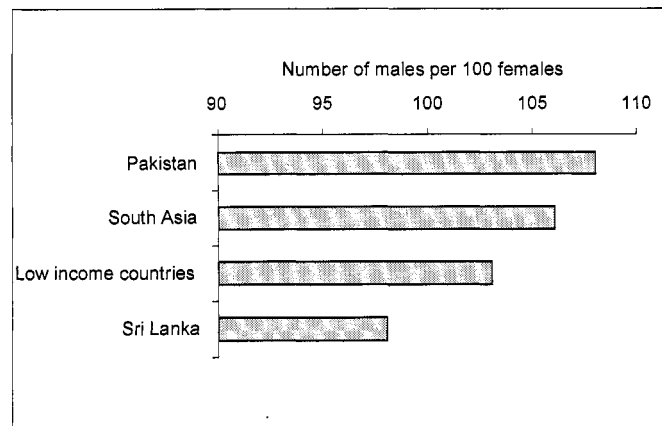 Number of males per 100 females
90 95 100 105 110
Pakistan
South Asia
Low income countries
Sri Lanka